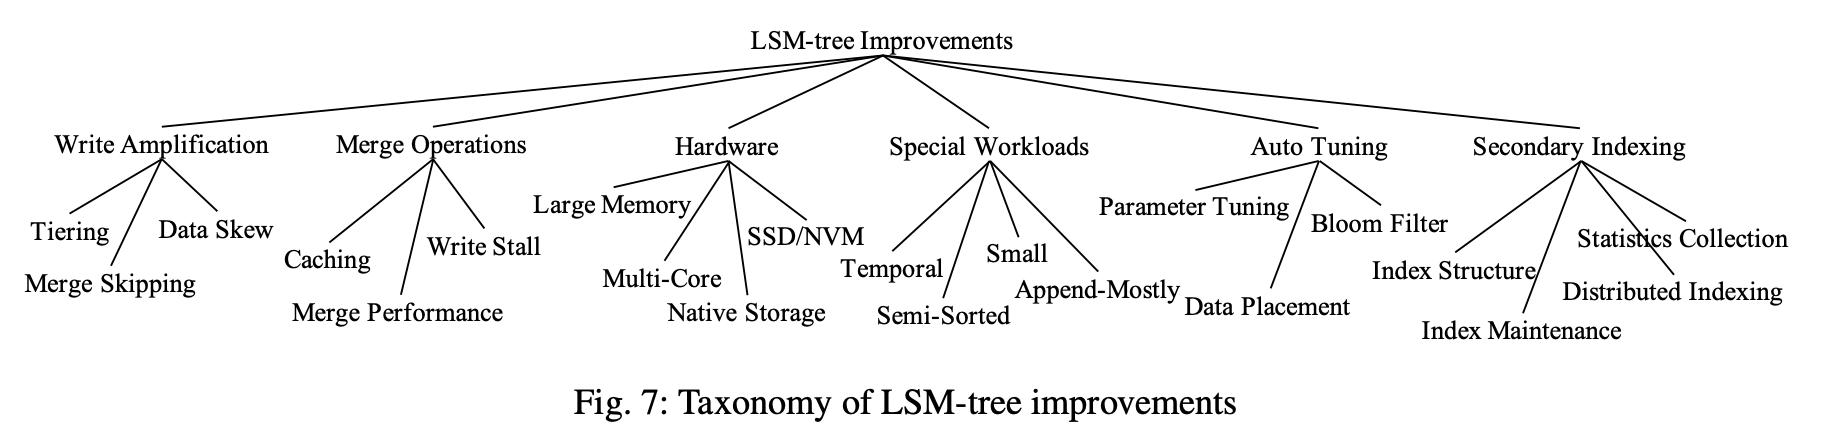 LSM-tree Improvements
Write Amplification
Merge Operations
Hardware
Special Workloads
Auto Tuning
Secondary Indexing
Tiering
Merge Skipping
Data Skew
Caching
Merge Performance
Write Stall
Large Memory
Multi-Core
Native Storage
SSD/NVM
Temporal
Semi-Sorted
Small
Append-Mostly
Parameter Tuning
Data Placement
Bloom Filter
Index Structure
Index Maintenance
Distributed Indexing
Statistics Collection
Fig. 7: Taxonomy of LSM-tree improvements